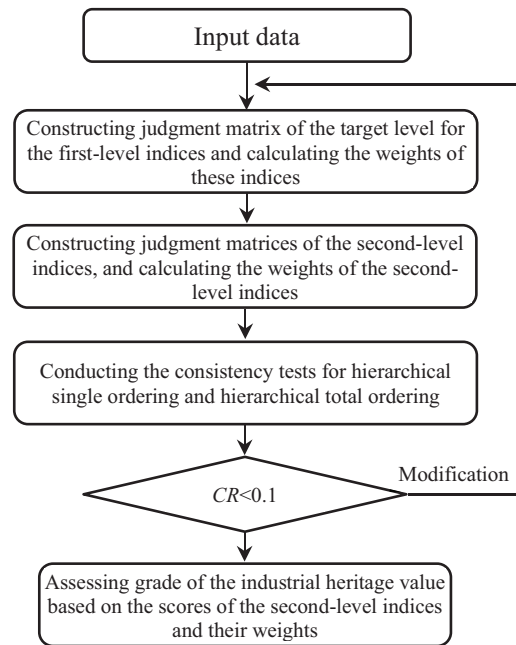 Input data
Constructing judgment matrix of the target level for
the first-level indices and calculating the weights of
these indices
Constructing judgment matrices of the second-level
indices, and calculating the weights of the second-
level indices
Conducting the consistency tests for hierarchical
single ordering and hierarchical total ordering
CR<0.1
Modification
Assessing grade of the industrial heritage value
based on the scores of the second-level indices
and their weights